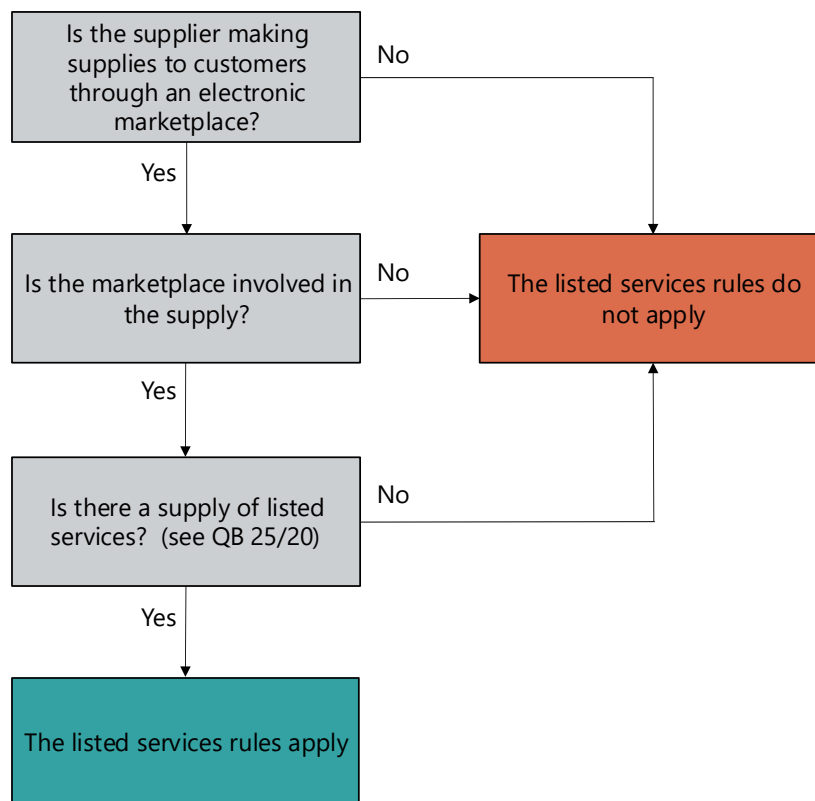 Is the supplier making
supplies to customers
through an electronic
marketplace?
No
Yes
Is the marketplace involved in
the supply?
No
The listed services rules do
not apply
Yes
Is there a supply of listed
services?  (see QB 25/20)
No
Yes
The listed services rules apply